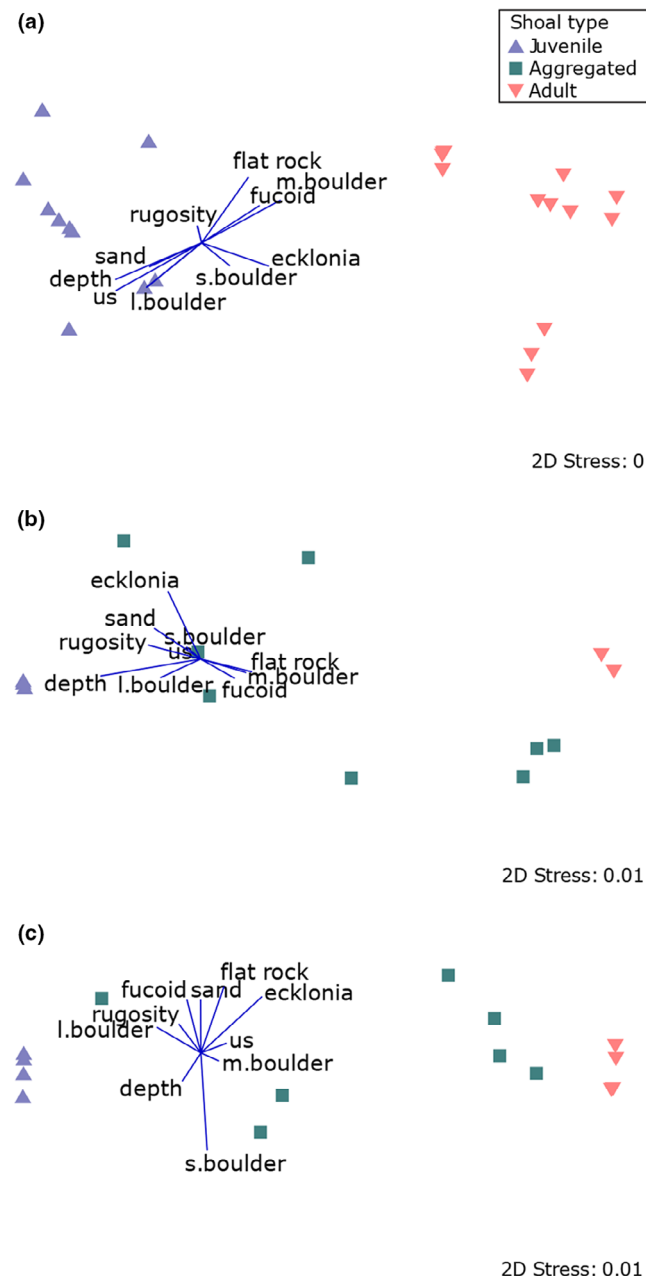 (a)
Shoal type
Juvenile
Aggregated
Adult
flat rock
m.boulder
fucoid
rugosity
sand
ecklonia
depth
s.boulder
us
l.boulder
2D Stress: 0
(b)
ecklonia
sand
s.boulder
rugosity
us
flat rock
depth
l.boulder
m.boulder
fucoid
2D Stress: 0.01
(c)
flat rock
fucoid
sand
ecklonia
rugosity
l.boulder
us
m.boulder
depth
s.boulder
2D Stress: 0.01